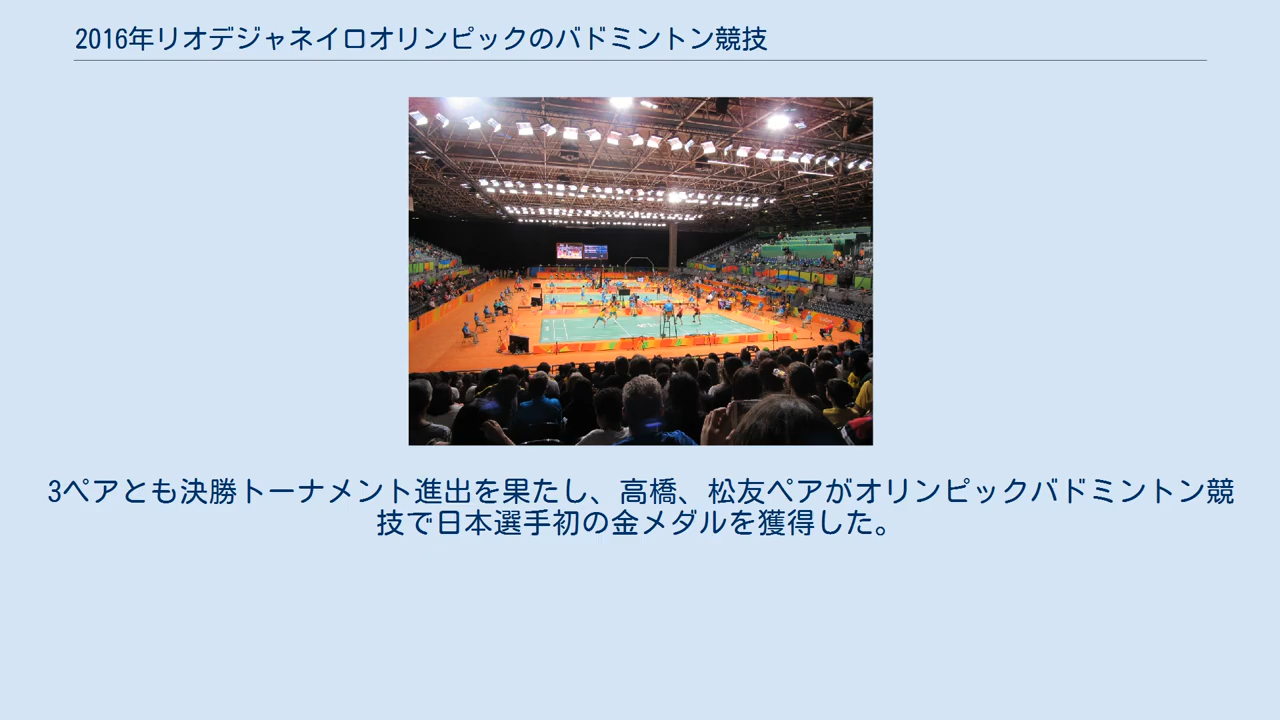 2016年リオデジャネイロオリンピックのバドミントン競技
3ペアとも決勝トーナメント進出を果たし、高橋、松友ペアがオリンピックバドミントン競
技で日本選手初の金メダルを獲得した。